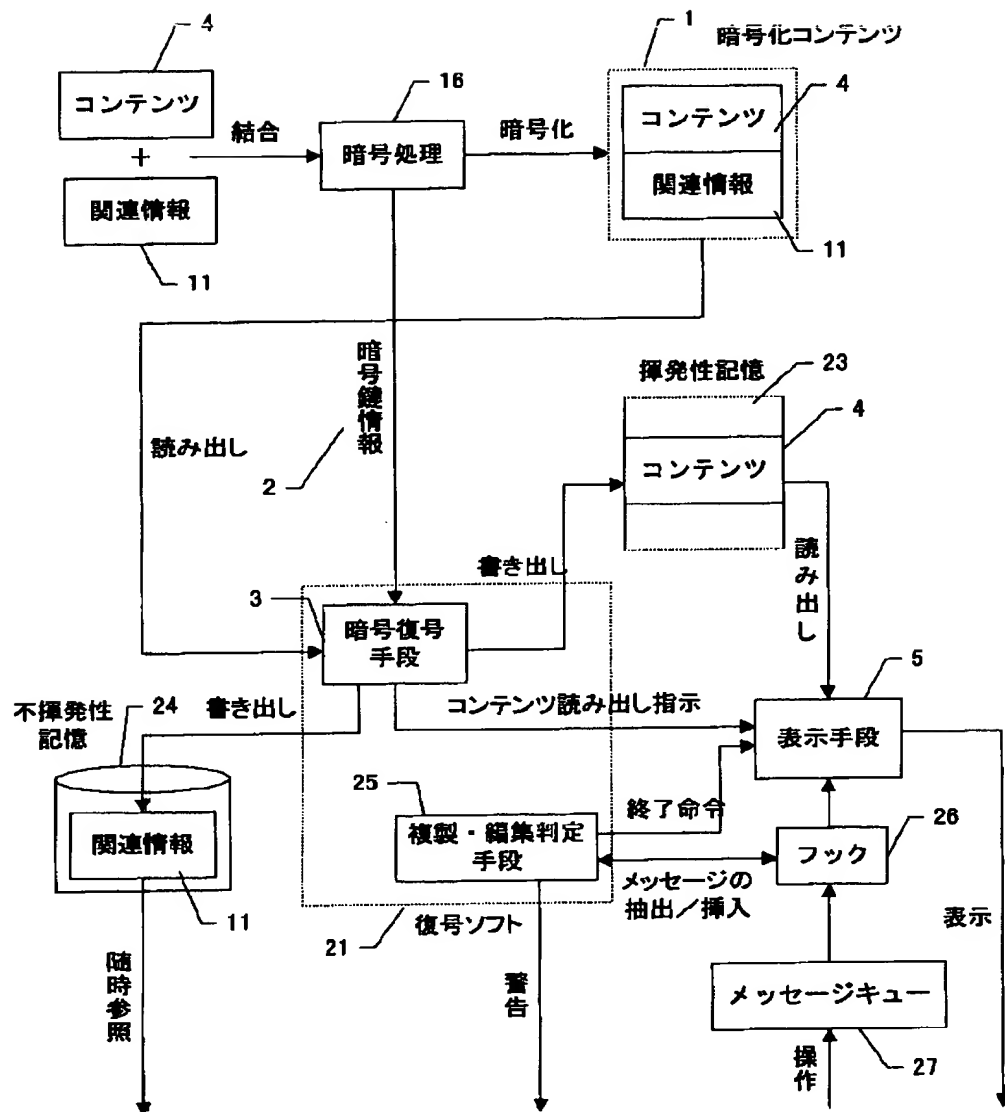 4
コンテンツ
+
関連情報
11
結合
16
暗号処理
暗号化
1
暗号化コンテンツ
4
コンテンツ
関連情報
11
読み出し
暗号鍵情報
2
揮発性記憶
23
4
コンテンツ
書き出し
読み出し
3
暗号復号
手段
5
表示手段
コンテンツ読み出し指示
不揮発性
記憶
24
書き出し
関連情報
11
25
複製・編集判定
手段
終了命令
26
フック
メッセージの
抽出/挿入
21
復号ソフト
表示
随時参照
警告
メッセージキュー
27
操作